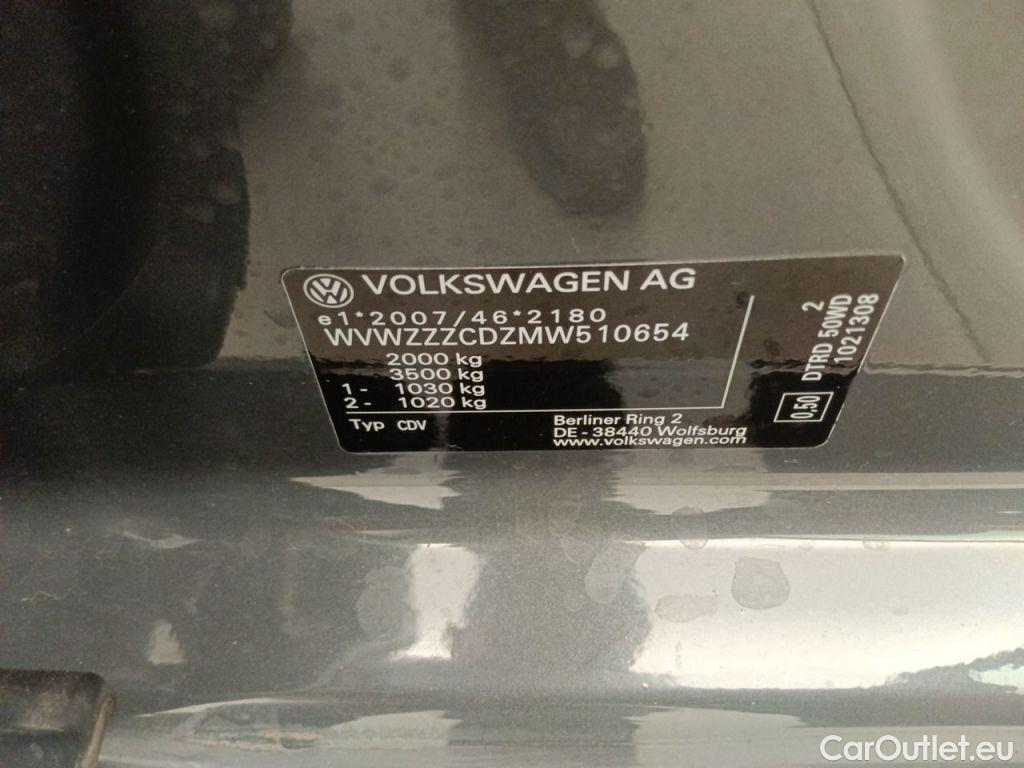 VOLKSWAGEN AG
e1*2007/46*2180
WVWZZZCDZMW510654
2000 kg
3500 kg
1 - 1030 kg
2 - 1020 kg
Typ CDV
Berliner Ring 2
DE - 38440 Wolfsburg
www.volkswagen.com
2
DTRD 50WD
1021308
0.50
CarOutlet.eu